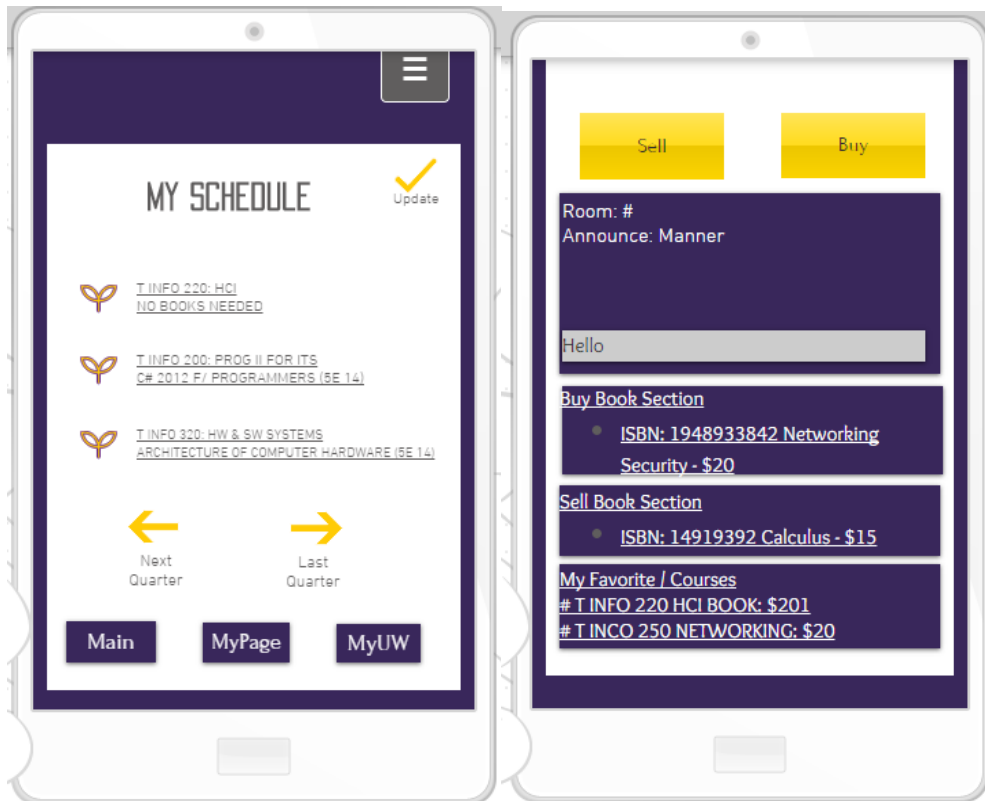 MY SCHEDULE
Update
T INFO 220: HCI
NO BOOKS NEEDED
T INFO 200: PROG II FOR ITS
C# 2012 F/ PROGRAMMERS (5E 14)
T INFO 320: HW & SW SYSTEMS
ARCHITECTURE OF COMPUTER HARDWARE (5E 14)
Next
Quarter
Last
Quarter
Main
MyPage
MyUW
Sell
Buy
Room: #
Announce: Manner
Hello
Buy Book Section
ISBN: 1948933842 Networking
Security - $20
Sell Book Section
ISBN: 14919392 Calculus - $15
My Favorite / Courses
# T INFO 220 HCI BOOK: $201
# T INCO 250 NETWORKING: $20